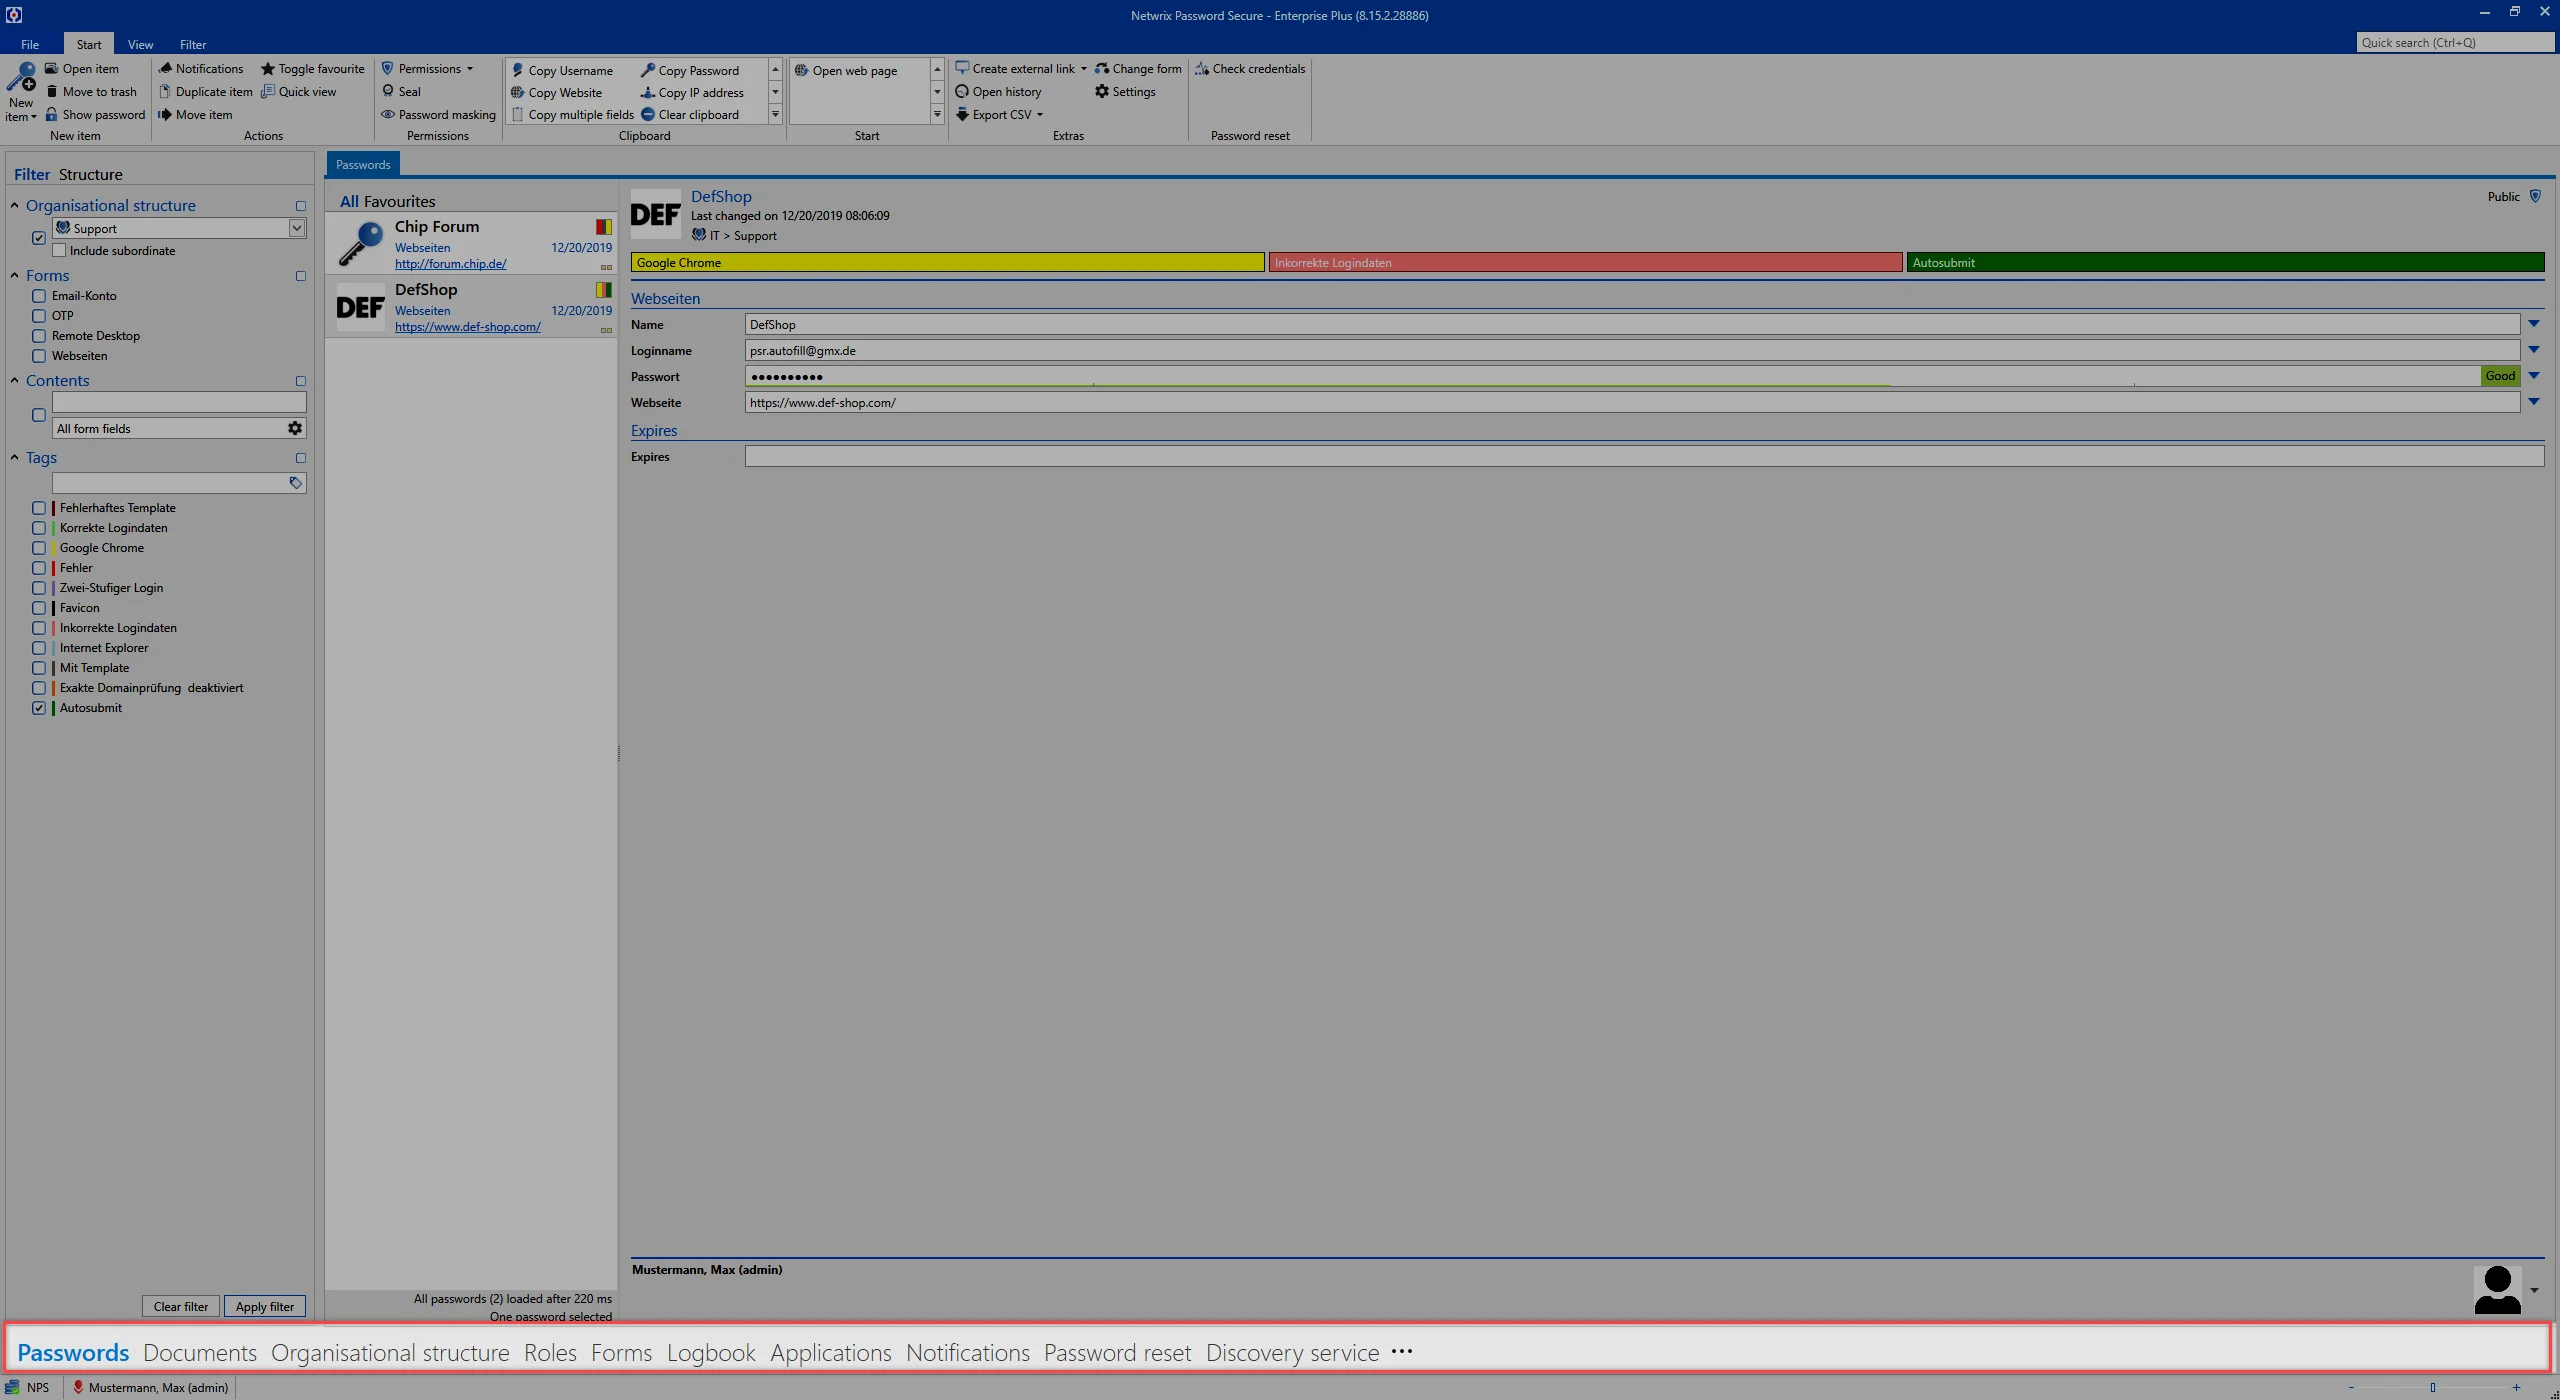 Netwrix Password Secure - Enterprise Plus (8.15.2.28886)
File Start View Filter
Quick search (Ctrl+Q)
New item
Open item
Move to trash
Show password
New item
Notifications
Duplicate item
Move item
Toggle favourite
Quick view
Actions
Permissions
Seal
Password masking
Permissions
Copy Username Copy Password
Copy Website Copy IP address
Copy multiple fields Clear clipboard
Clipboard
Open web page
Start
Create external link
Open history
Export CSV
Change form
Settings
Extras
Check credentials
Password reset
Filter Structure
Organisational structure
Support
Include subordinate
Forms
Email-Konto
OTP
Remote Desktop
Webseiten
Contents
All form fields
Tags
Fehlerhaftes Template
Korrekte Logindaten
Google Chrome
Fehler
Zwei-Stufiger Login
Favicon
Inkorrekte Logindaten
Internet Explorer
Mit Template
Exakte Domainprüfung deaktiviert
Autosubmit
Clear filter Apply filter
Passwords
All Favourites
Chip Forum
Webseiten 12/20/2019
http://forum.chip.de/
DEF
DefShop
Webseiten 12/20/2019
https://www.def-shop.com/
All passwords (2) loaded after 220 ms
One password selected
DEF
DefShop
Last changed on 12/20/2019 08:06:09
IT > Support
Public
Google Chrome Inkorrekte Logindaten Autosubmit
Webseiten
Name DefShop
Loginname psr.autofill@gmx.de
Passwort ●●●●●●●●●● Good
Webseite https://www.def-shop.com/
Expires
Expires
Mustermann, Max (admin)
Passwords Documents Organisational structure Roles Forms Logbook Applications Notifications Password reset Discovery service ···
NPS Mustermann, Max (admin)